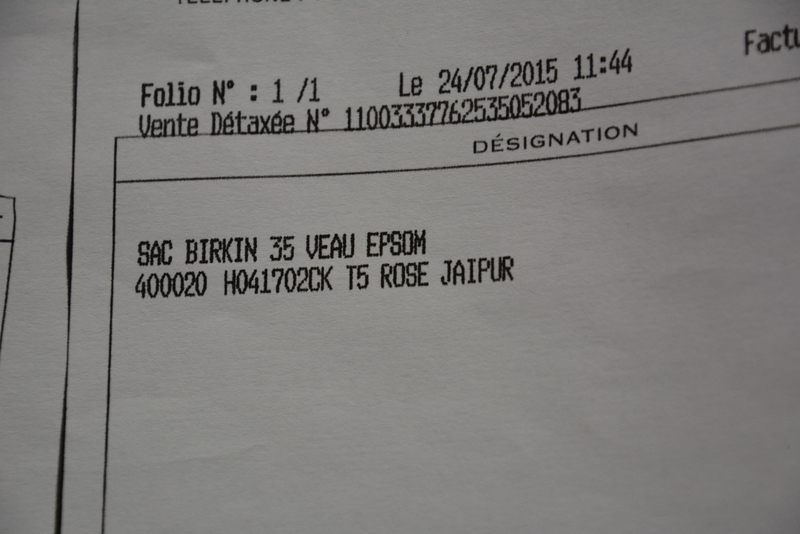 Folio N° : 1 /1 Le 24/07/2015 11:44
Vente Détaxée N° 11003337762535052083
DÉSIGNATION
SAC BIRKIN 35 VEAU EPSOM
400020 H041702CK T5 ROSE JAIPUR